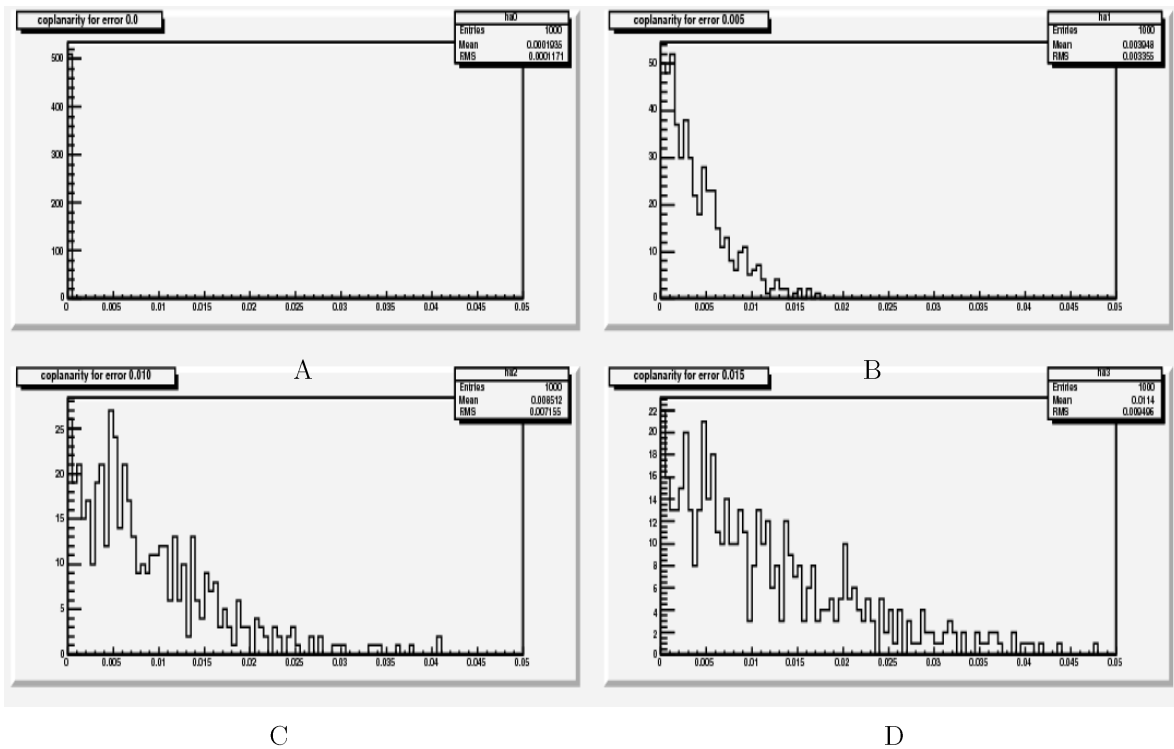 coplanarity for error 0.0
ha0
Entries 1000
Mean 0.0001935
RMS 0.0001171
500
400
300
200
100
0
0 0.005 0.01 0.015 0.02 0.025 0.03 0.035 0.04 0.045 0.05
A
coplanarity for error 0.005
ha1
Entries 1000
Mean 0.003948
RMS 0.003355
50
40
30
20
10
0
0 0.005 0.01 0.015 0.02 0.025 0.03 0.035 0.04 0.045 0.05
B
coplanarity for error 0.010
ha2
Entries 1000
Mean 0.008512
RMS 0.007155
25
20
15
10
5
0
0 0.005 0.01 0.015 0.02 0.025 0.03 0.035 0.04 0.045 0.05
C
coplanarity for error 0.015
ha3
Entries 1000
Mean 0.0114
RMS 0.009496
22
20
18
16
14
12
10
8
6
4
2
0
0 0.005 0.01 0.015 0.02 0.025 0.03 0.035 0.04 0.045 0.05
D